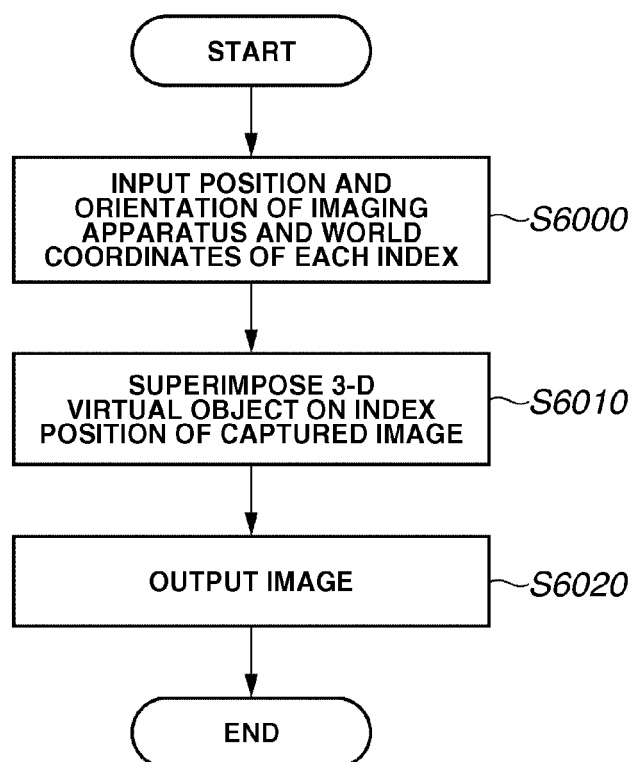 START
INPUT POSITION AND
ORIENTATION OF IMAGING
APPARATUS AND WORLD
COORDINATES OF EACH INDEX
S6000
SUPERIMPOSE 3-D
VIRTUAL OBJECT ON INDEX
POSITION OF CAPTURED IMAGE
S6010
OUTPUT IMAGE
S6020
END